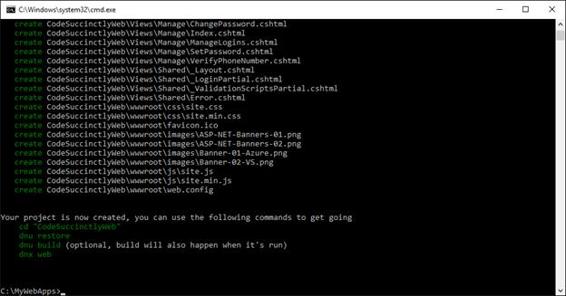 C:\Windows\system32\cmd.exe
create CodeSuccinctlyWeb\Views\Manage\ChangePassword.cshtml
create CodeSuccinctlyWeb\Views\Manage\Index.cshtml
create CodeSuccinctlyWeb\Views\Manage\ManageLogins.cshtml
create CodeSuccinctlyWeb\Views\Manage\SetPassword.cshtml
create CodeSuccinctlyWeb\Views\Manage\VerifyPhoneNumber.cshtml
create CodeSuccinctlyWeb\Views\Shared\_Layout.cshtml
create CodeSuccinctlyWeb\Views\Shared\_LoginPartial.cshtml
create CodeSuccinctlyWeb\Views\Shared\_ValidationScriptsPartial.cshtml
create CodeSuccinctlyWeb\Views\Shared\Error.cshtml
create CodeSuccinctlyWeb\wwwroot\css\site.css
create CodeSuccinctlyWeb\wwwroot\css\site.min.css
create CodeSuccinctlyWeb\wwwroot\favicon.ico
create CodeSuccinctlyWeb\wwwroot\images\ASP-NET-Banners-01.png
create CodeSuccinctlyWeb\wwwroot\images\ASP-NET-Banners-02.png
create CodeSuccinctlyWeb\wwwroot\images\Banner-01-Azure.png
create CodeSuccinctlyWeb\wwwroot\images\Banner-02-VS.png
create CodeSuccinctlyWeb\wwwroot\js\site.js
create CodeSuccinctlyWeb\wwwroot\js\site.min.js
create CodeSuccinctlyWeb\wwwroot\web.config
Your project is now created, you can use the following commands to get going
cd "CodeSuccinctlyWeb"
dnu restore
dnu build (optional, build will also happen when it's run)
dnx web
C:\MyWebApps>_